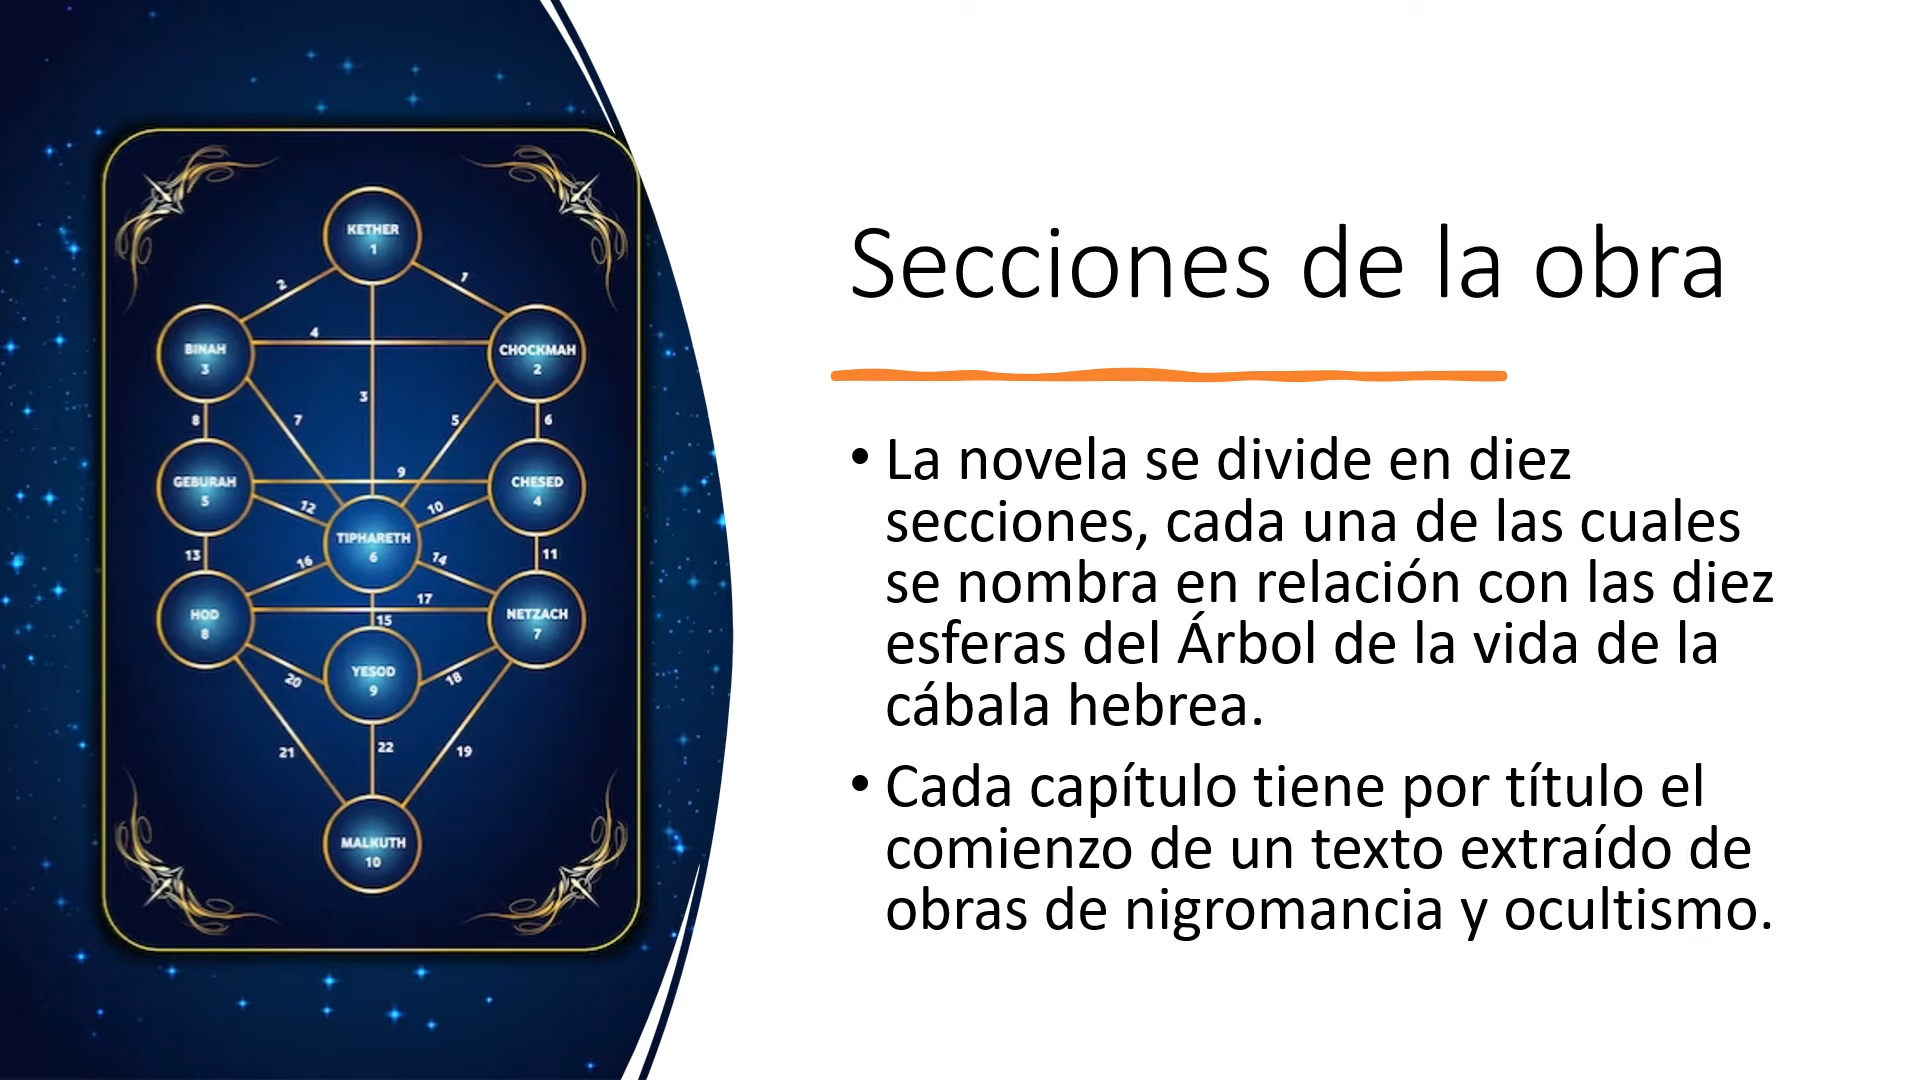 KETHER
1
2
1
4
BINAH
3
CHOCKMAH
2
3
8
7
5
6
9
GEBURAH
5
CHESED
4
12
10
TIPHARETH
6
13
16
14
11
17
HOD
8
NETZACH
7
15
YESOD
9
20
18
21
22
19
MALKUTH
10
Secciones de la obra
• La novela se divide en diez
secciones, cada una de las cuales
se nombra en relación con las diez
esferas del Árbol de la vida de la
cábala hebrea.
• Cada capítulo tiene por título el
comienzo de un texto extraído de
obras de nigromancia y ocultismo.